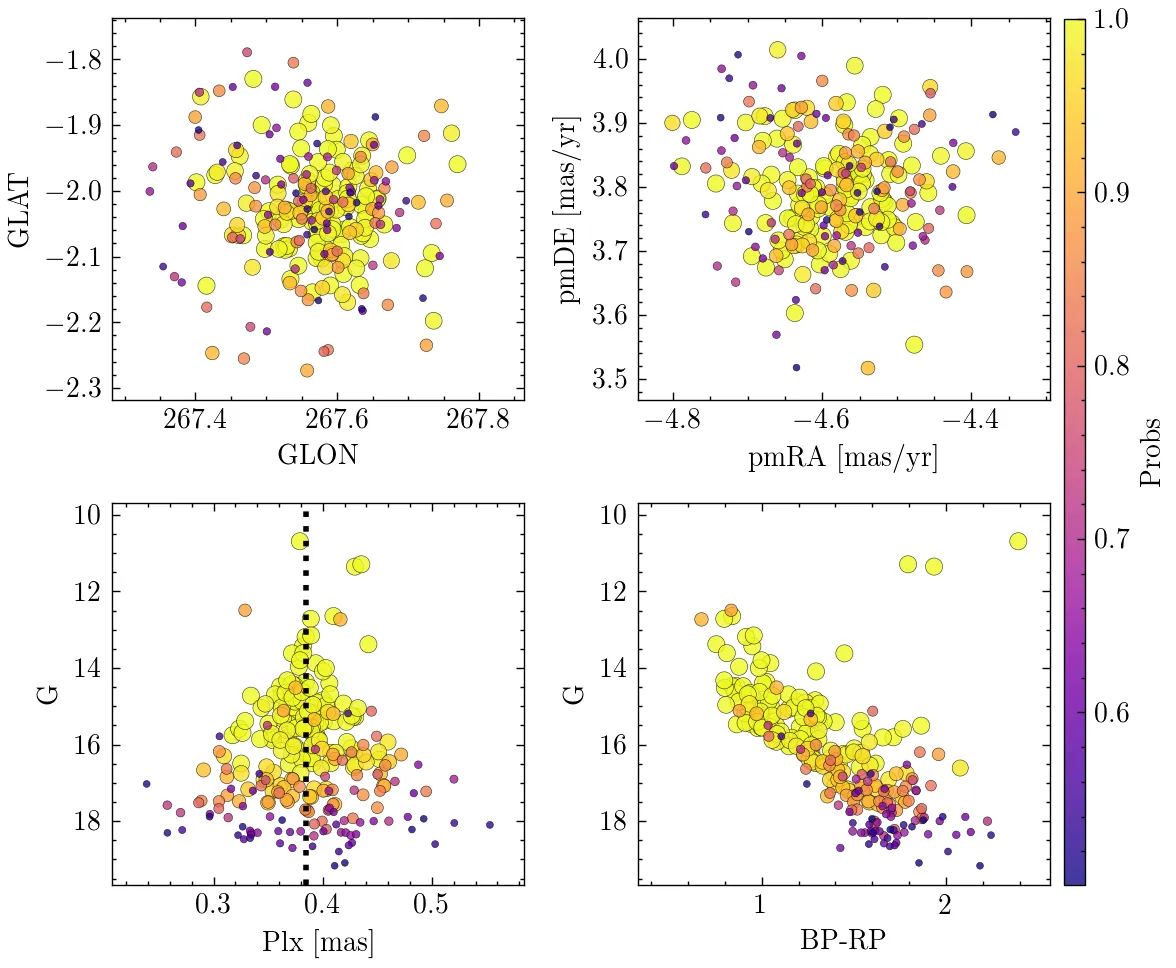 −1.8
−1.9
−2.0
−2.1
−2.2
−2.3
GLAT
267.4 267.6 267.8
GLON
4.0
3.9
3.8
3.7
3.6
3.5
pmDE [mas/yr]
−4.8 −4.6 −4.4
pmRA [mas/yr]
10
12
14
16
18
G
0.3 0.4 0.5
Plx [mas]
10
12
14
16
18
G
1 2
BP-RP
1.0
0.9
0.8
0.7
0.6
Probs